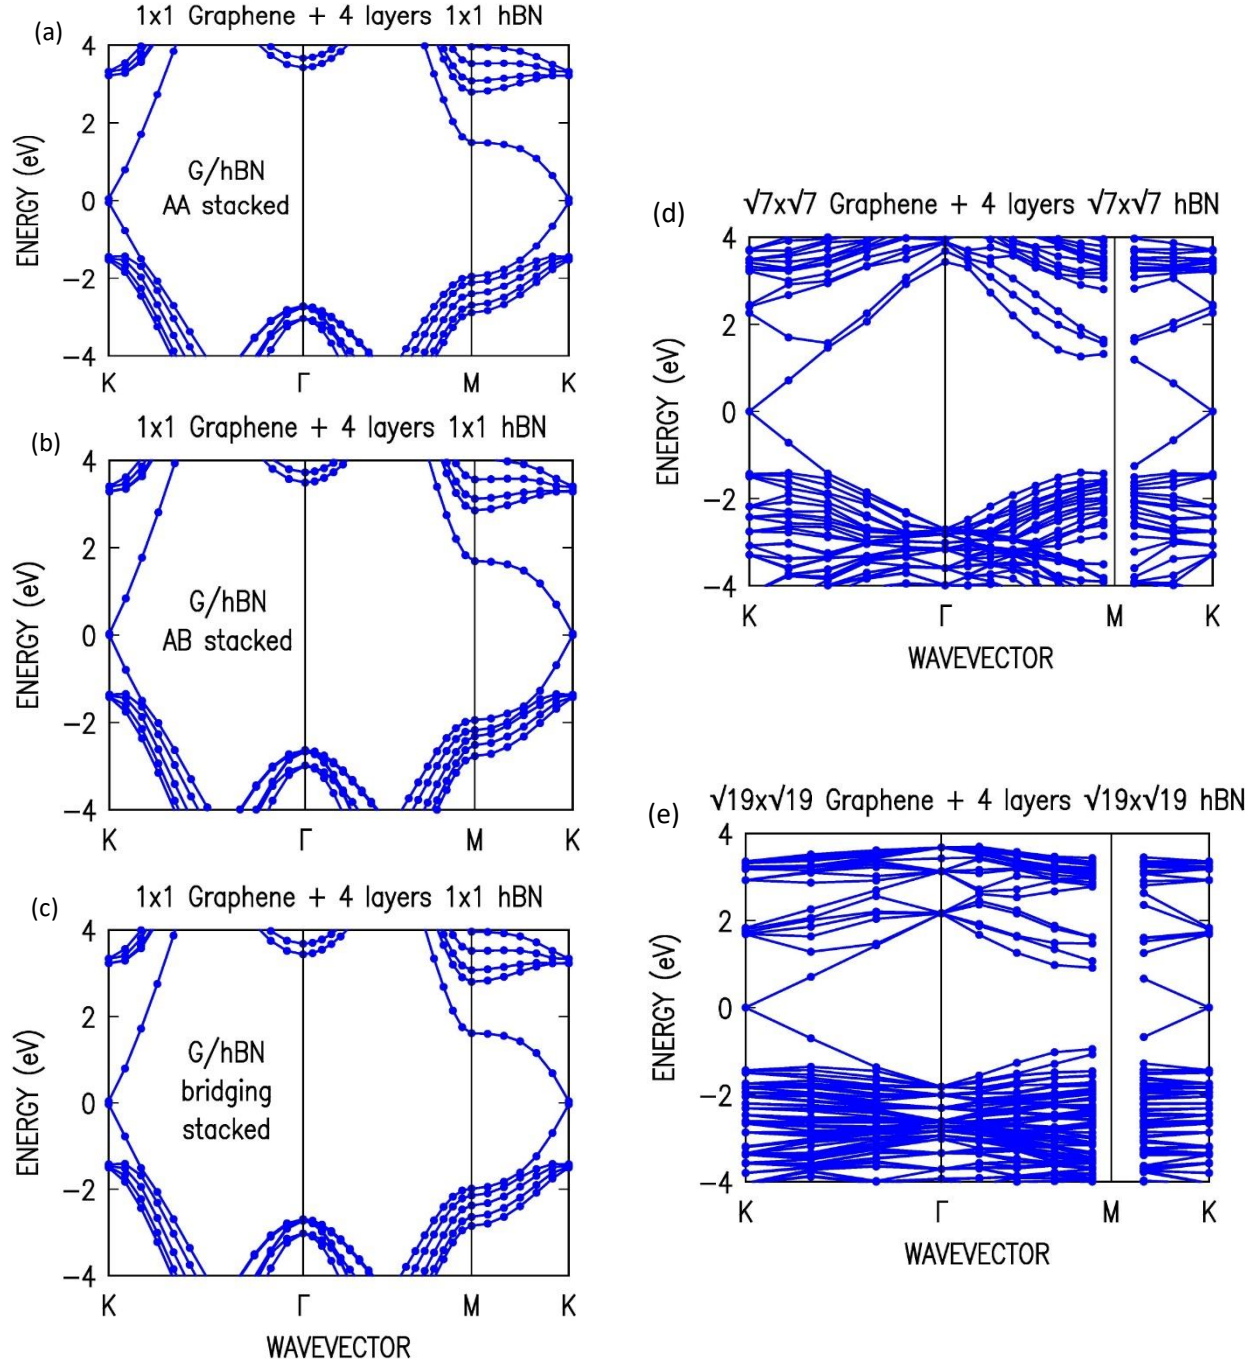 (a)
1x1 Graphene + 4 layers 1x1 hBN
4
2
0
−2
−4
ENERGY (eV)
G/hBN
AA stacked
K Γ M K
(b)
1x1 Graphene + 4 layers 1x1 hBN
4
2
0
−2
−4
ENERGY (eV)
G/hBN
AB stacked
K Γ M K
(c)
1x1 Graphene + 4 layers 1x1 hBN
4
2
0
−2
−4
ENERGY (eV)
G/hBN
bridging
stacked
K Γ M K
WAVEVECTOR
(d)
√7x√7 Graphene + 4 layers √7x√7 hBN
4
2
0
−2
−4
ENERGY (eV)
K Γ M K
WAVEVECTOR
(e)
√19x√19 Graphene + 4 layers √19x√19 hBN
4
2
0
−2
−4
ENERGY (eV)
K Γ M K
WAVEVECTOR